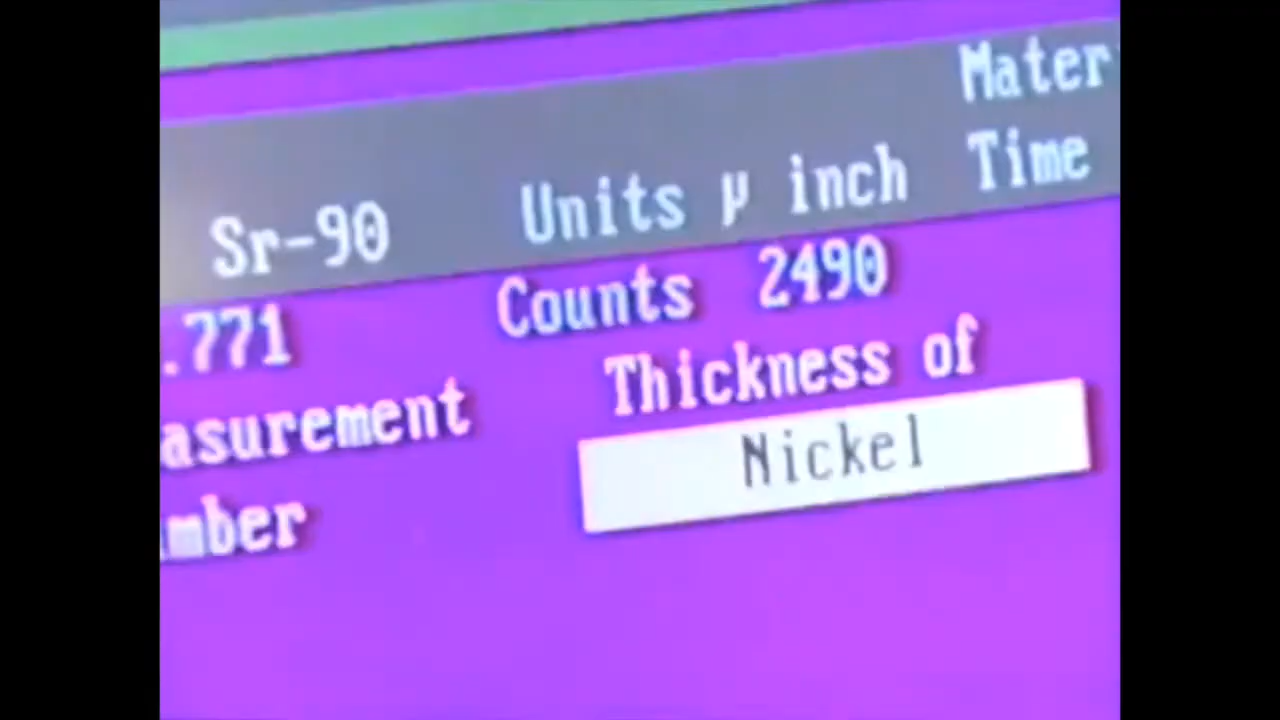 Mater
Sr-90 Units µ inch Time
.771 Counts 2490
asurement Thickness of
mber Nickel